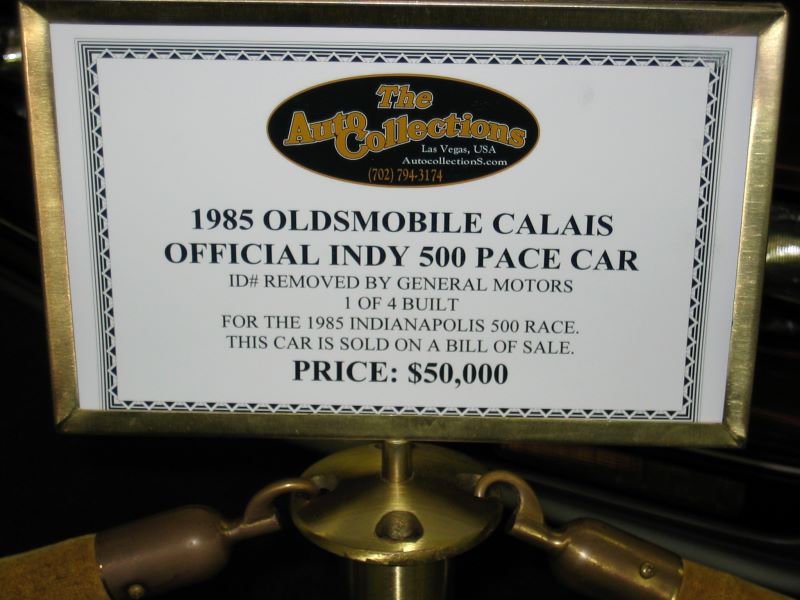 The
Auto Collections
Las Vegas, USA
AutocollectionS.com
(702) 794-3174
1985 OLDSMOBILE CALAIS
OFFICIAL INDY 500 PACE CAR
ID# REMOVED BY GENERAL MOTORS
1 OF 4 BUILT
FOR THE 1985 INDIANAPOLIS 500 RACE.
THIS CAR IS SOLD ON A BILL OF SALE.
PRICE: $50,000